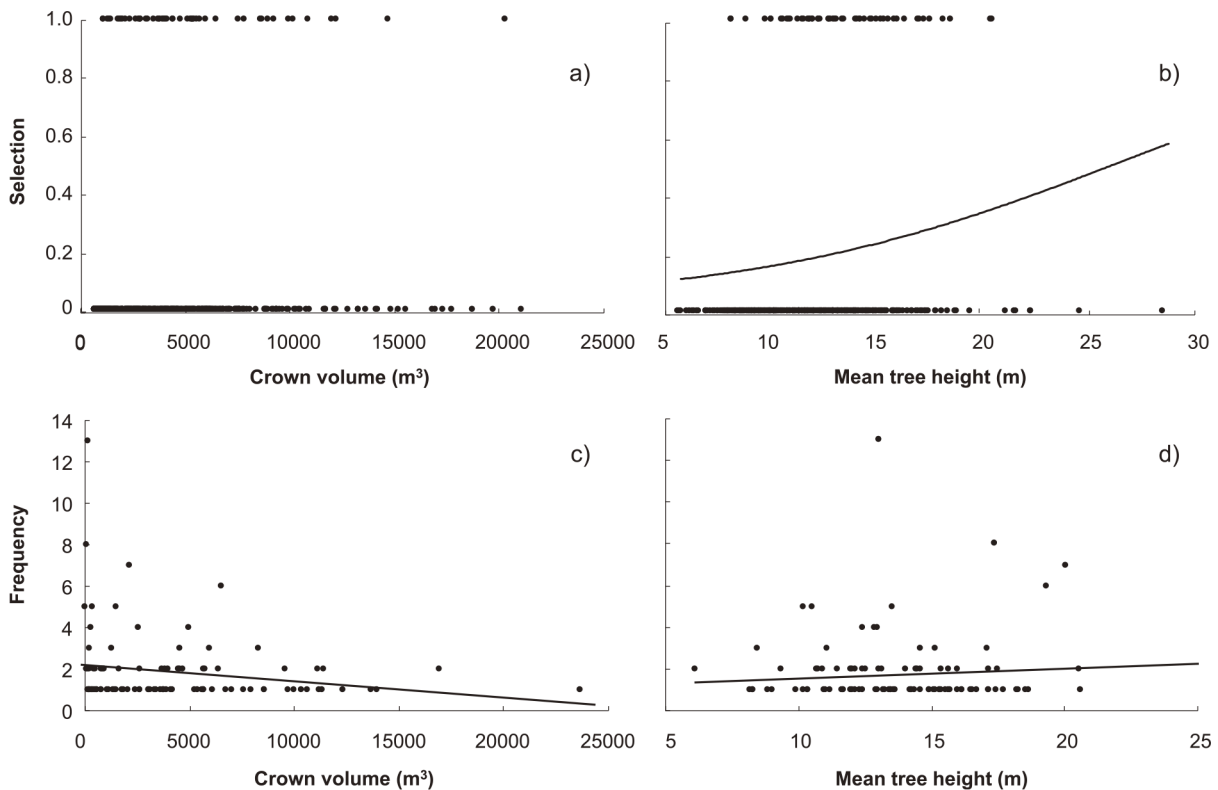 1.0
0.8
0.6
0.4
0.2
0
Selection
a)
0 5000 10000 15000 20000 25000
Crown volume (m³)
b)
5 10 15 20 25 30
Mean tree height (m)
14
12
10
8
6
4
2
0
Frequency
c)
0 5000 10000 15000 20000 25000
Crown volume (m³)
d)
5 10 15 20 25
Mean tree height (m)